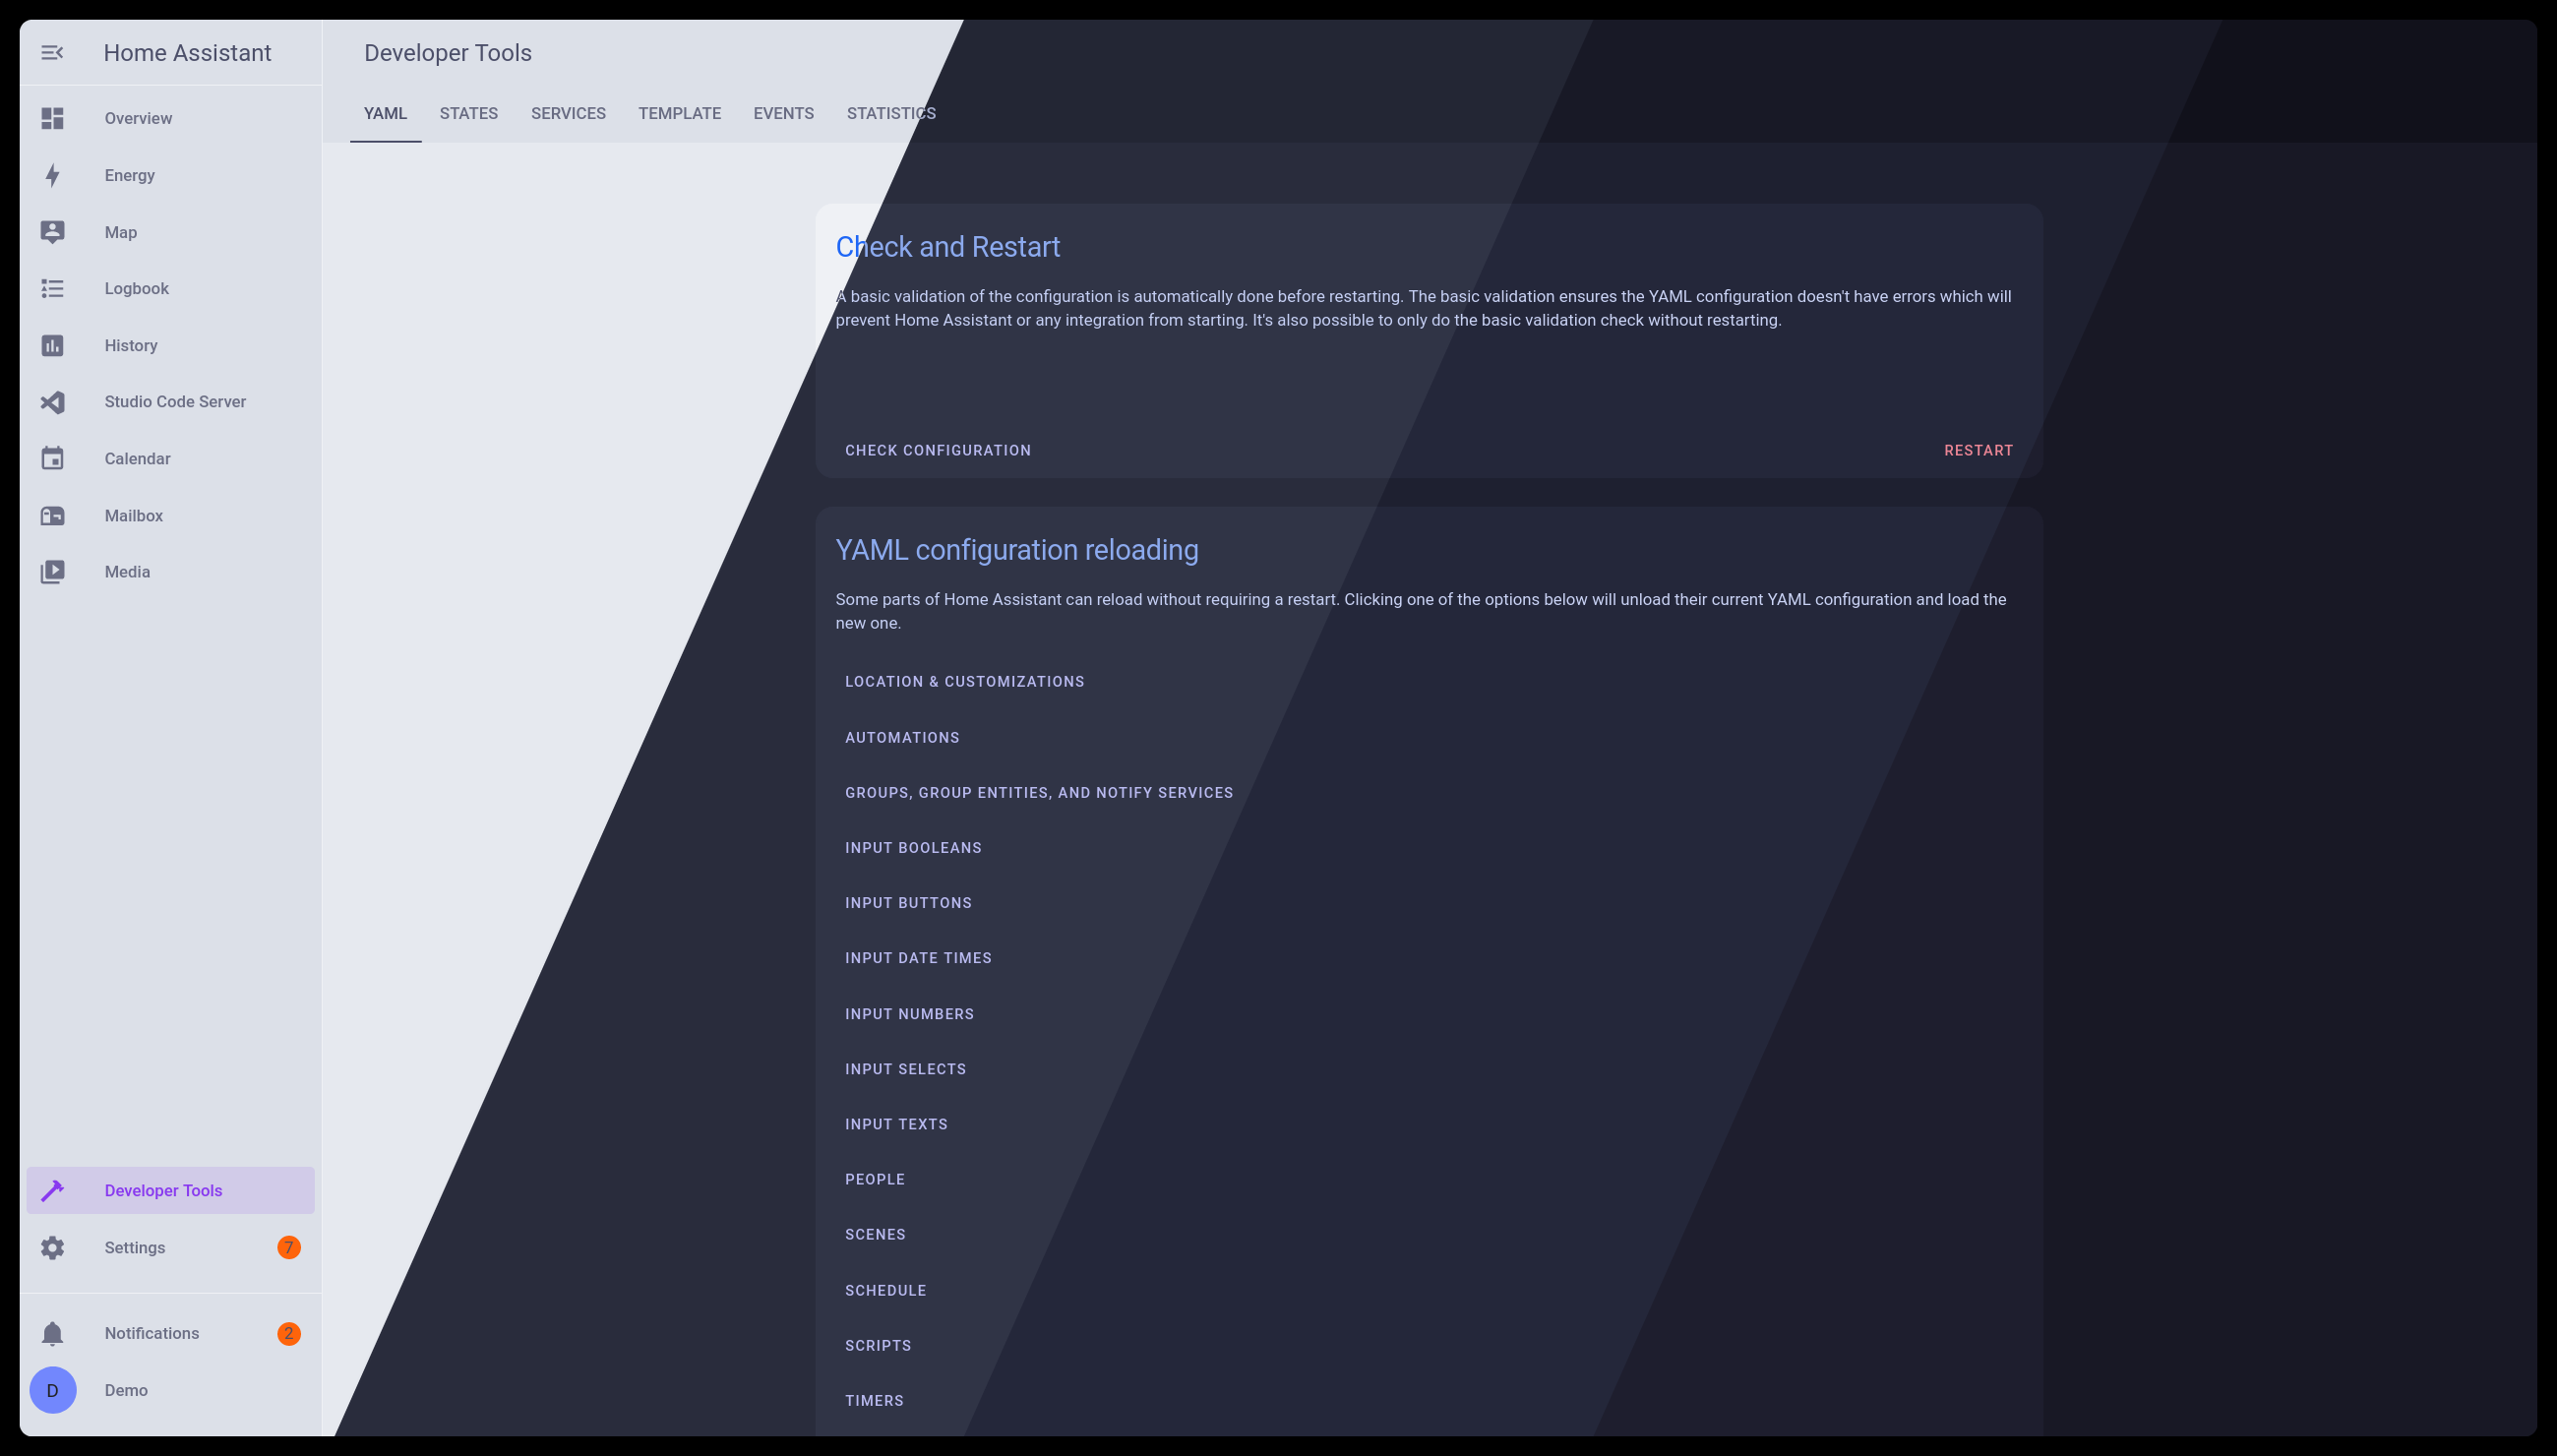 Home Assistant
Overview
Energy
Map
Logbook
History
Studio Code Server
Calendar
Mailbox
Media
Developer Tools
Settings 7
Notifications 2
D Demo
Developer Tools
YAML STATES SERVICES TEMPLATE EVENTS STATISTICS
Check and Restart
A basic validation of the configuration is automatically done before restarting. The basic validation ensures the YAML configuration doesn't have errors which will
prevent Home Assistant or any integration from starting. It's also possible to only do the basic validation check without restarting.
CHECK CONFIGURATION RESTART
YAML configuration reloading
Some parts of Home Assistant can reload without requiring a restart. Clicking one of the options below will unload their current YAML configuration and load the
new one.
LOCATION & CUSTOMIZATIONS
AUTOMATIONS
GROUPS, GROUP ENTITIES, AND NOTIFY SERVICES
INPUT BOOLEANS
INPUT BUTTONS
INPUT DATE TIMES
INPUT NUMBERS
INPUT SELECTS
INPUT TEXTS
PEOPLE
SCENES
SCHEDULE
SCRIPTS
TIMERS